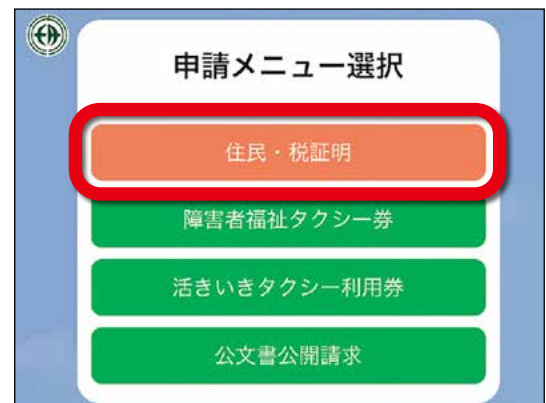 申請メニュー選択
住民・税証明
障害者福祉タクシー券
活きいきタクシー利用券
公文書公開請求